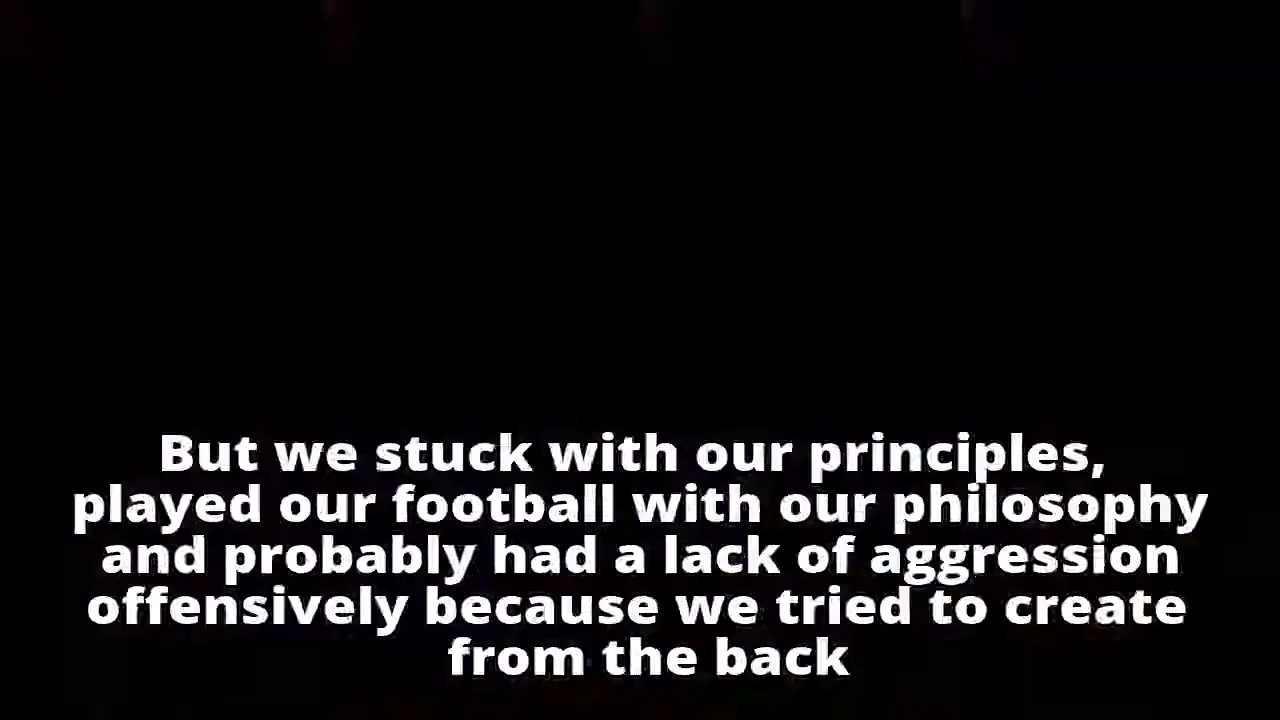 But we stuck with our principles,
played our football with our philosophy
and probably had a lack of aggression
offensively because we tried to create
from the back